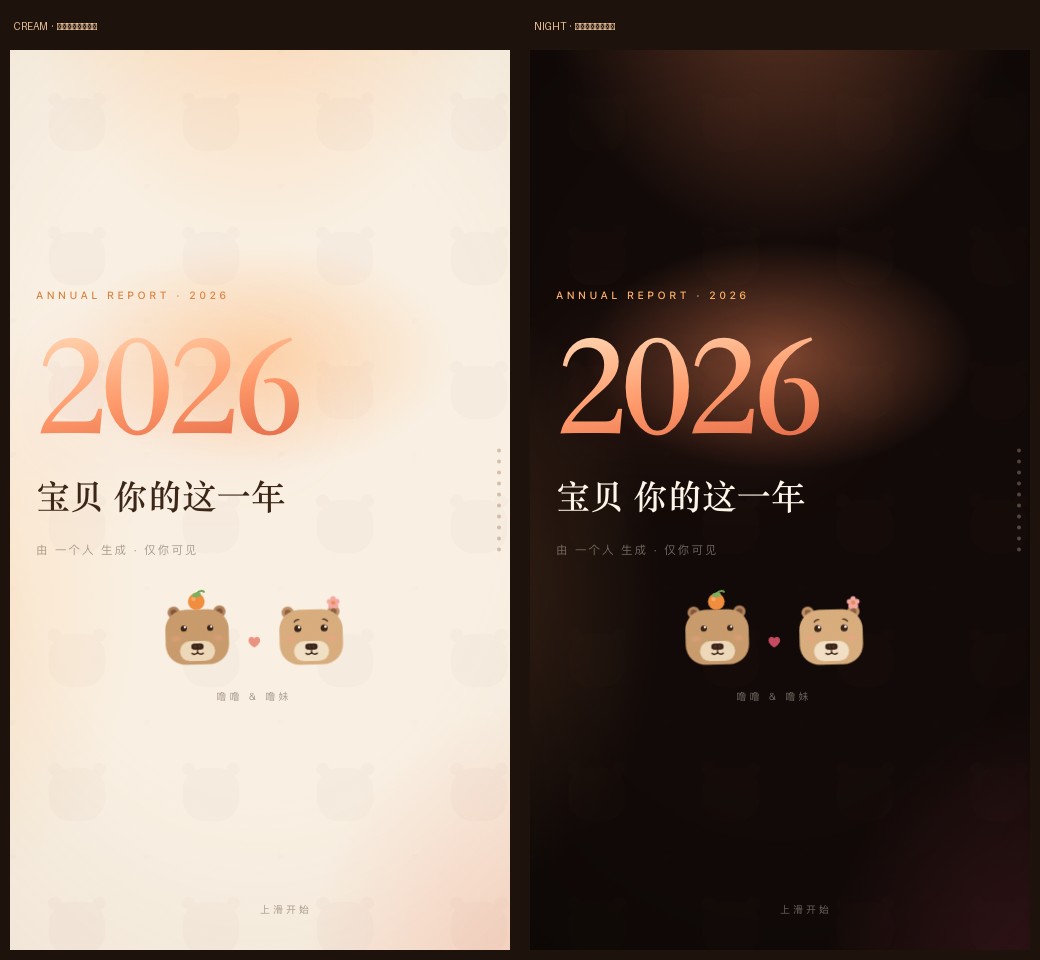 CREAM ·
NIGHT ·
ANNUAL REPORT · 2026
2026
宝贝 你的这一年
由 一个人 生成 · 仅你可见
噜噜 & 噜妹
上滑开始
ANNUAL REPORT · 2026
2026
宝贝 你的这一年
由 一个人 生成 · 仅你可见
噜噜 & 噜妹
上滑开始